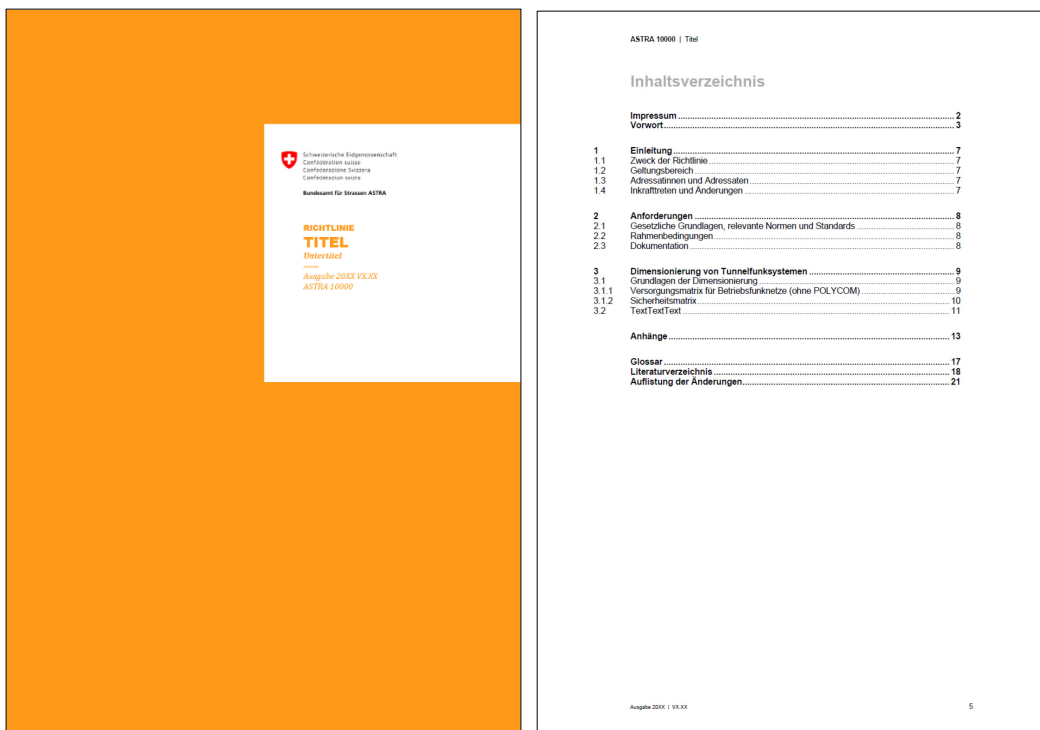 Schweizerische Eidgenossenschaft
Confédération suisse
Confederazione Svizzera
Confederaziun svizra
Bundesamt für Strassen ASTRA
RICHTLINIE
TITEL
Untertitel
Ausgabe 20XX VX.XX
ASTRA 10000
ASTRA 10000 | Titel
Inhaltsverzeichnis
Impressum 2
Vorwort 3
1 Einleitung 7
1.1 Zweck der Richtlinie 7
1.2 Geltungsbereich 7
1.3 Adressatinnen und Adressaten 7
1.4 Inkrafttreten und Änderungen 7
2 Anforderungen 8
2.1 Gesetzliche Grundlagen, relevante Normen und Standards 8
2.2 Rahmenbedingungen 8
2.3 Dokumentation 8
3 Dimensionierung von Tunnelfunksystemen 9
3.1 Grundlagen der Dimensionierung 9
3.1.1 Versorgungsmatrix für Betriebsfunknetze (ohne POLYCOM) 9
3.1.2 Sicherheitsmatrix 10
3.2 TextTextText 11
Anhänge 13
Glossar 17
Literaturverzeichnis 18
Auflistung der Änderungen 21
Ausgabe 20XX | VX.XX 5